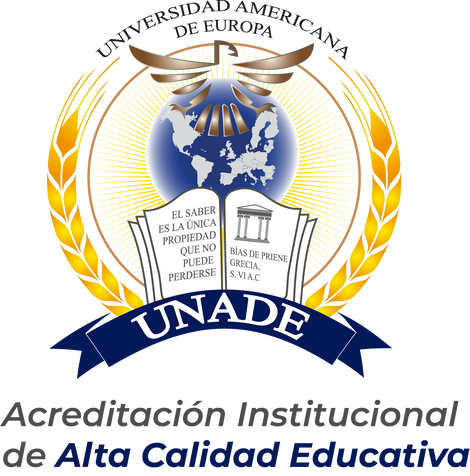 UNIVERSIDAD AMERICANA
DE EUROPA
EL SABER
ES LA ÚNICA
PROPIEDAD
QUE NO
PUEDE
PERDERSE
BÍAS DE PRIENE
GRECIA,
S. VI A.C
UNADE
Acreditación Institucional
de Alta Calidad Educativa